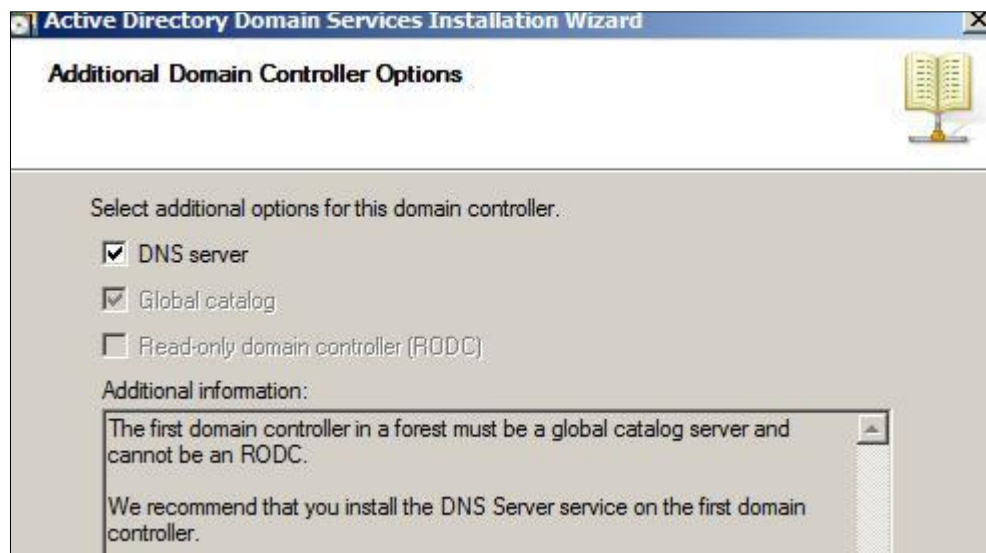 Active Directory Domain Services Installation Wizard
Additional Domain Controller Options
Select additional options for this domain controller.
DNS server
Global catalog
Read-only domain controller (RODC)
Additional information:
The first domain controller in a forest must be a global catalog server and
cannot be an RODC.
We recommend that you install the DNS Server service on the first domain
controller.